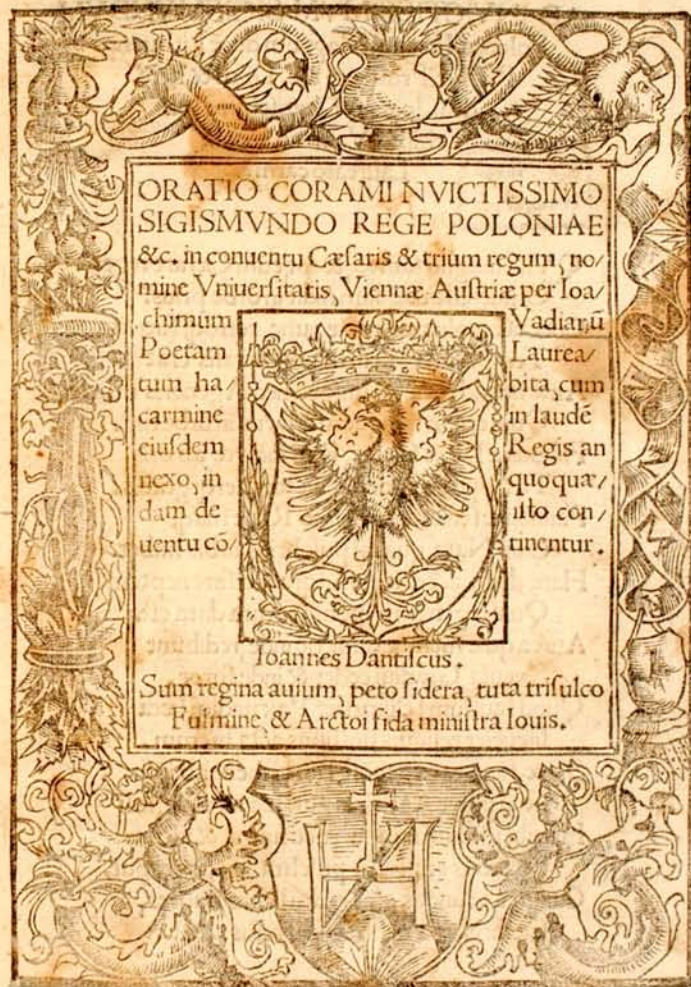 ORATIO CORAMI NVICTISSIMO
SIGISMVNDO REGE POLONIAE
&c. in conuentu Cæſaris & trium regum, no/
mine Vniuerſitatis, Viennæ Auſtriæ per Ioa/
chimum Vadianū
Poetam Laurea/
tum ha/ bita, cum
carmine in laudē
eiuſdem Regis an
nexo, in quo quæ/
dam de iſto con/
uentu cō/ tinentur.
Ioannes Dantiſcus.
Sum regina auium, peto ſidera, tuta triſulco
Fulmine, & Arctoi fida miniſtra Iouis.